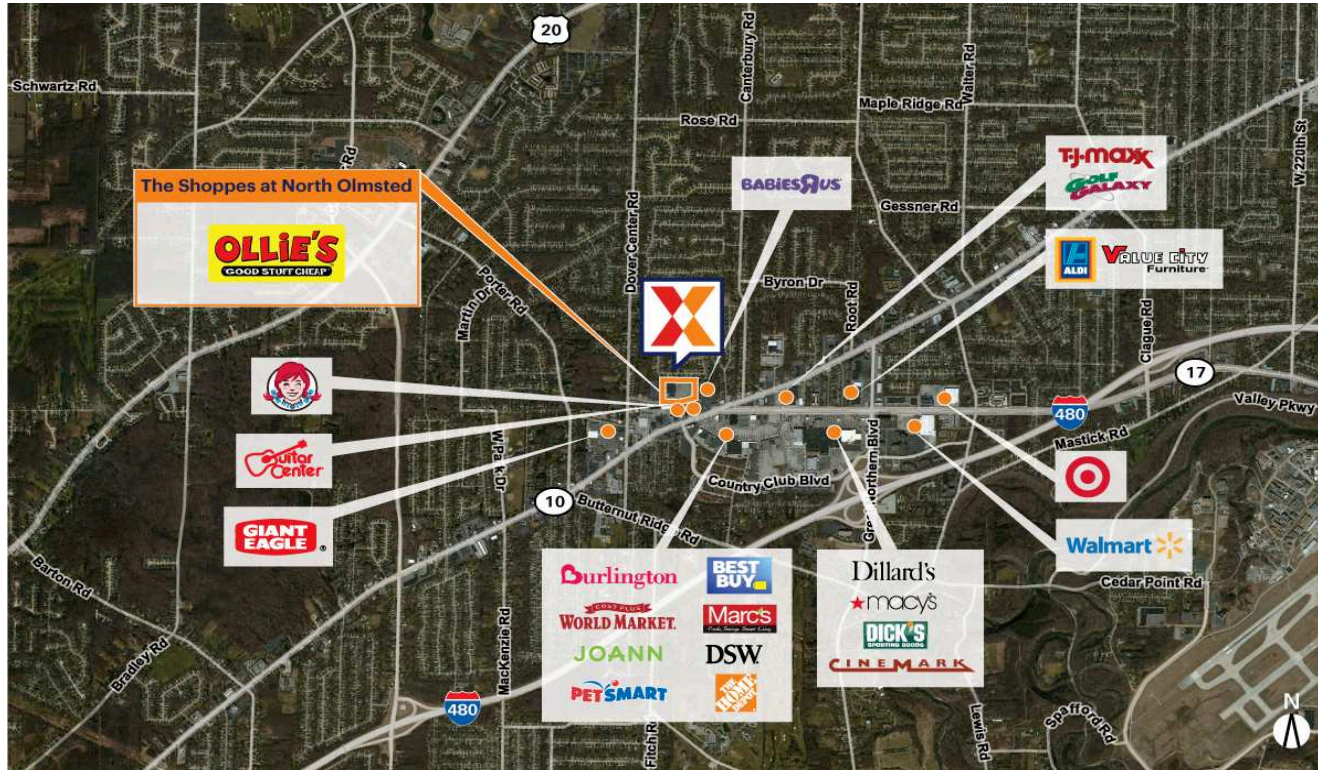 20
Schwartz Rd
Canterbury Rd
Walter Rd
Maple Ridge Rd
W 220th St
Rose Rd
The Shoppes at North Olmsted
OLLiE'S
GOOD STUFF CHEAP
Rd
BABIESRUS
T·J·maxx
GOLF
GALAXY
Gessner Rd
Dover Center Rd
Porter Rd
Martin Dr
Byron Dr
Root Rd
ALDI
VALUE CITY
Furniture
Clague Rd
17
Valley Pkwy
480
Mastick Rd
Guitar
Center
W Park Dr
Country Club Blvd
Great Northern Blvd
GIANT
EAGLE
10
Butternut Ridge Rd
Walmart
Cedar Point Rd
Barton Rd
Bradley Rd
MacKenzie Rd
Burlington
BEST
BUY
COST PLUS
WORLD MARKET.
Marc's
JOANN
DSW
PETSMART
THE
HOME
DEPOT
Dillard's
macy's
DICK'S
SPORTING GOODS
CINEMARK
480
Fitch Rd
Lewis Rd
Spafford Rd
N